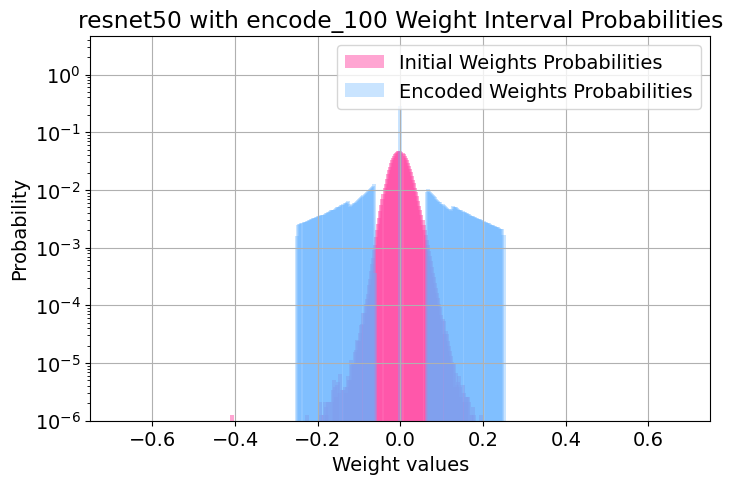 resnet50 with encode_100 Weight Interval Probabilities
Initial Weights Probabilities
Encoded Weights Probabilities
Probability
10⁰
10⁻¹
10⁻²
10⁻³
10⁻⁴
10⁻⁵
10⁻⁶
−0.6 −0.4 −0.2 0.0 0.2 0.4 0.6
Weight values